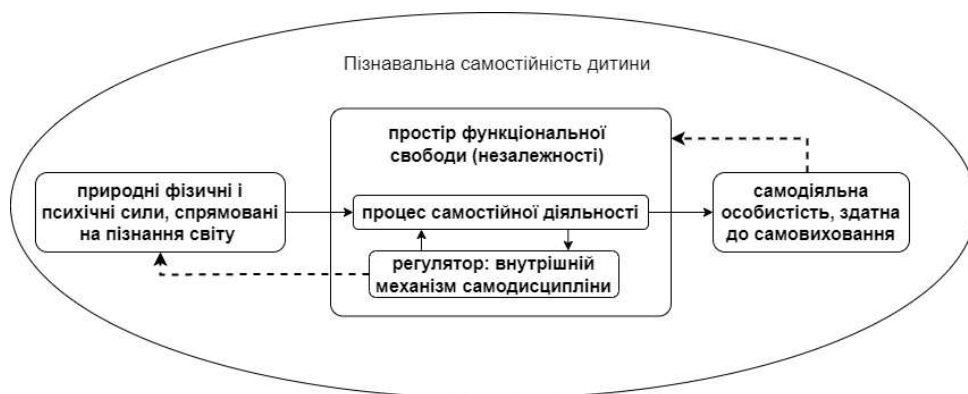 Пізнавальна самостійність дитини
простір функціональної
свободи (незалежності)
природні фізичні і
психічні сили, спрямовані
на пізнання світу
процес самостійної діяльності
регулятор: внутрішній
механізм самодисципліни
самодіяльна
особистість, здатна
до самовиховання